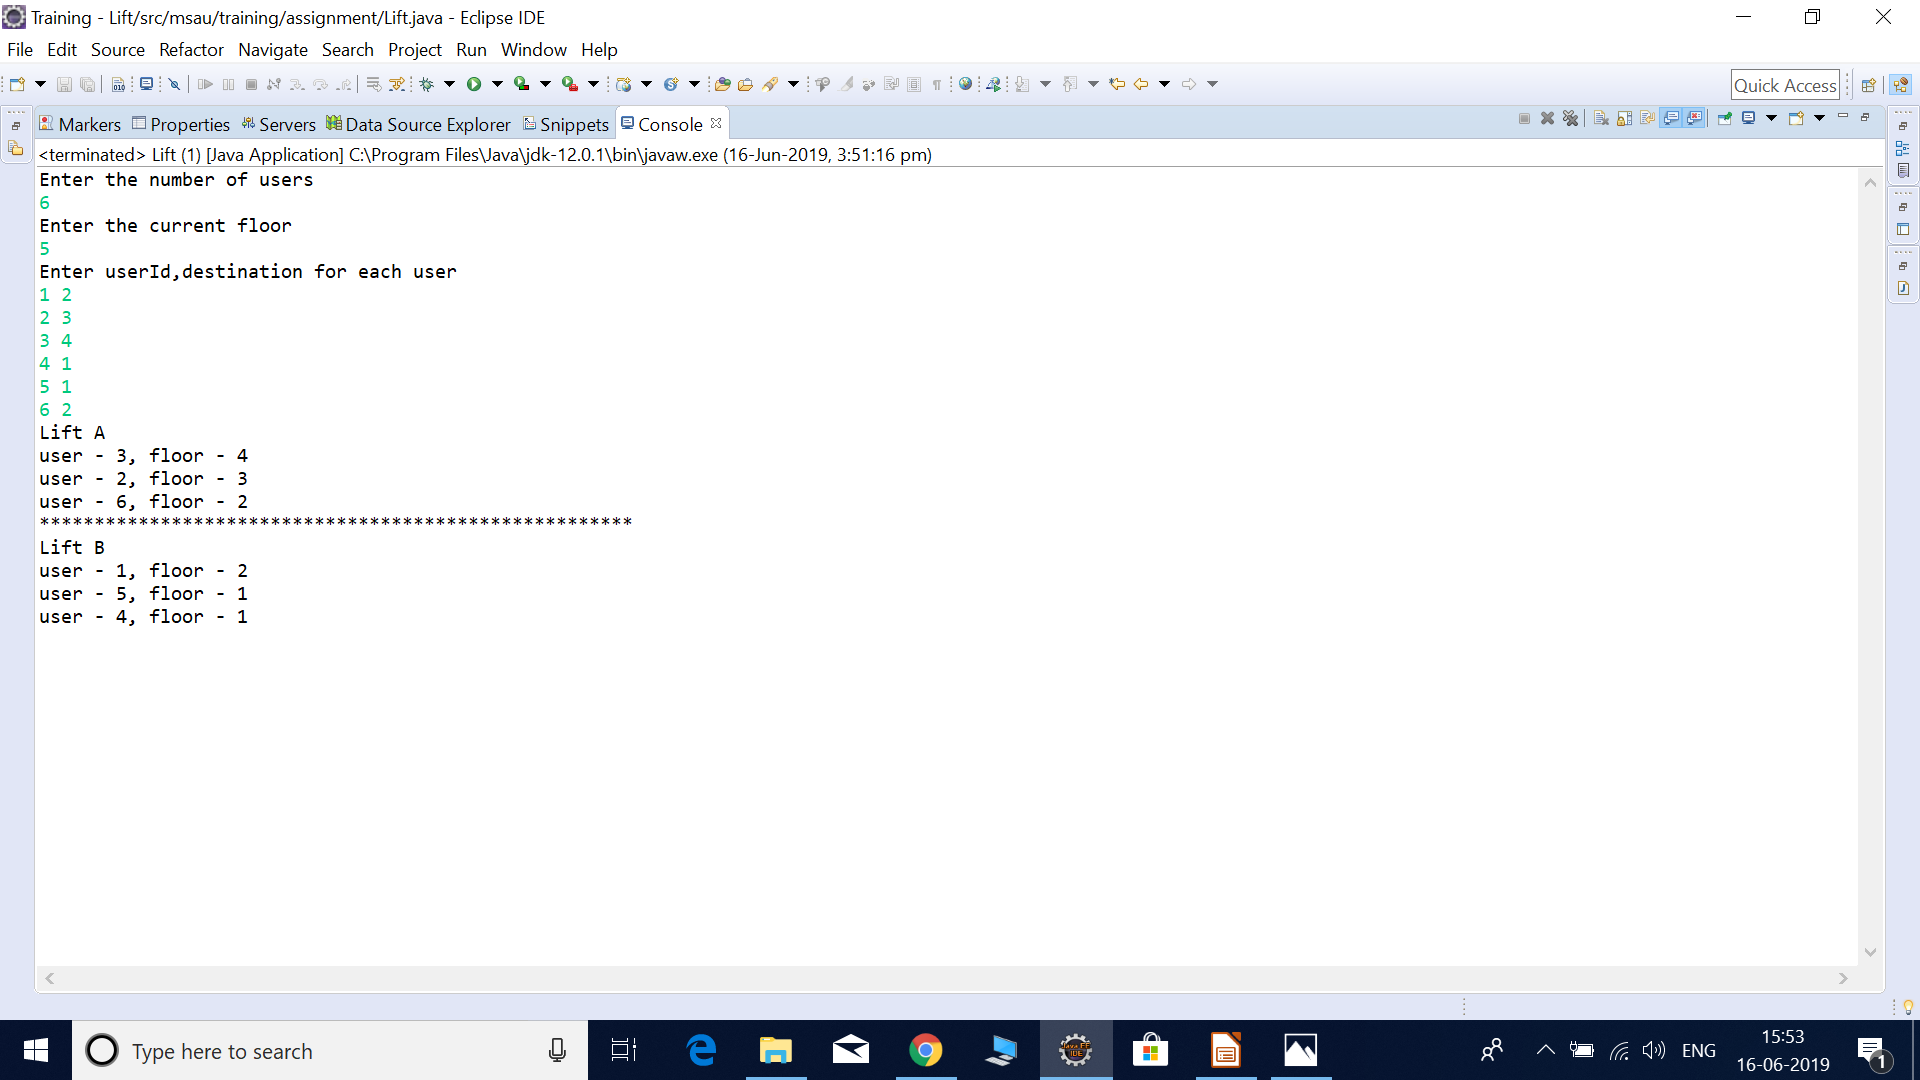 Training - Lift/src/msau/training/assignment/Lift.java - Eclipse IDE
File Edit Source Refactor Navigate Search Project Run Window Help
Quick Access
Markers Properties Servers Data Source Explorer Snippets Console
<terminated> Lift (1) [Java Application] C:\Program Files\Java\jdk-12.0.1\bin\javaw.exe (16-Jun-2019, 3:51:16 pm)
Enter the number of users
6
Enter the current floor
5
Enter userId,destination for each user
1 2
2 3
3 4
4 1
5 1
6 2
Lift A
user - 3, floor - 4
user - 2, floor - 3
user - 6, floor - 2
******************************************************
Lift B
user - 1, floor - 2
user - 5, floor - 1
user - 4, floor - 1
Type here to search
ENG
15:53
16-06-2019
1